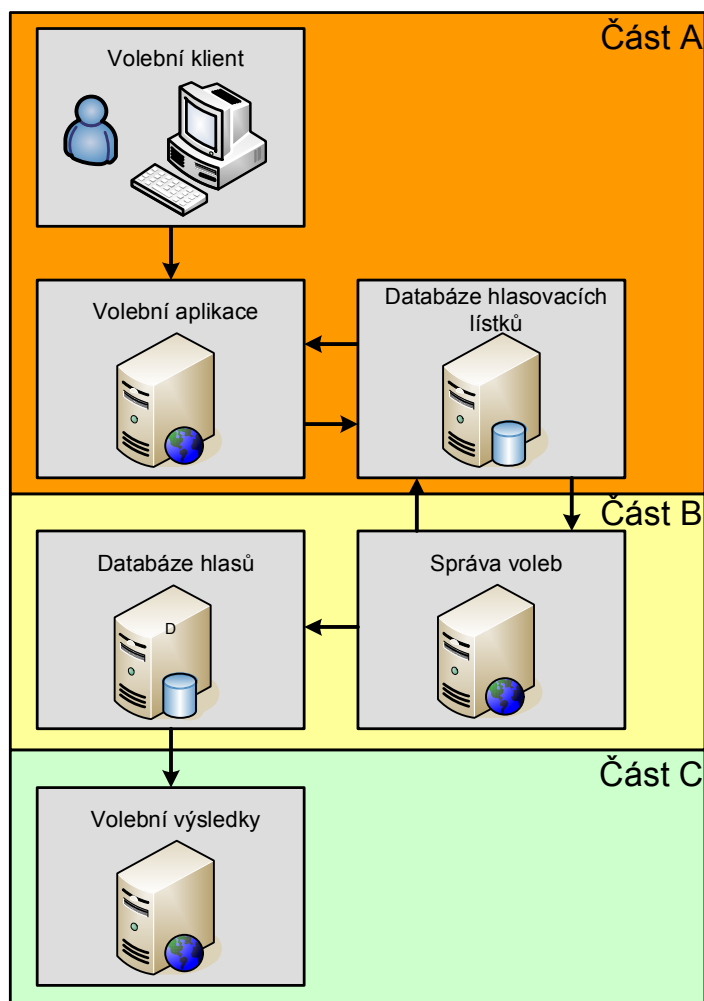 Část A
Volební klient
Volební aplikace
Databáze hlasovacích
lístků
Část B
Databáze hlasů
D
Správa voleb
Část C
Volební výsledky